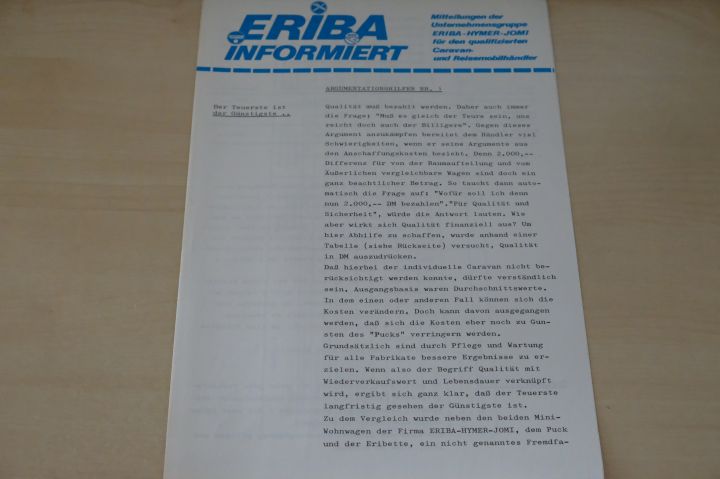 ERIBA
INFORMIERT
Mitteilungen der
Unternehmensgruppe
ERIBA-HYMER-JOMI
für den qualifizierten
Caravan-
und Reisemobilhändler
ARGUMENTATIONSHILFEN NR. 1
Der Teuerste ist
der Günstigste ..
Qualität muß bezahlt werden. Daher auch immer
die Frage: "Muß es gleich der Teure sein, uns
reicht doch auch der Billigere". Gegen dieses
Argument anzukämpfen bereitet dem Händler viel
Schwierigkeiten, wenn er seine Argumente aus
den Anschaffungskosten bezieht. Denn 2.000,--
Differenz für von der Raumaufteilung und vom
Äußerlichen vergleichbare Wagen sind doch ein
ganz beachtlicher Betrag. So taucht dann auto-
matisch die Frage auf: "Wofür soll ich denn
nun 2.000,-- DM bezahlen"."Für Qualität und
Sicherheit", würde die Antwort lauten. Wie
aber wirkt sich Qualität finanziell aus? Um
hier Abhilfe zu schaffen, wurde anhand einer
Tabelle (siehe Rückseite) versucht, Qualität
in DM auszudrücken.
Daß hierbei der individuelle Caravan nicht be-
rücksichtigt werden konnte, dürfte verständlich
sein. Ausgangsbasis waren Durchschnittswerte.
In dem einen oder anderen Fall können sich die
Kosten verändern. Doch kann davon ausgegangen
werden, daß sich die Kosten eher noch zu Gun-
sten des "Pucks" verringern werden.
Grundsätzlich sind durch Pflege und Wartung
für alle Fabrikate bessere Ergebnisse zu er-
zielen. Wenn also der Begriff Qualität mit
Wiederverkaufswert und Lebensdauer verknüpft
wird, ergibt sich ganz klar, daß der Teuerste
langfristig gesehen der Günstigste ist.
Zu dem Vergleich wurde neben den beiden Mini-
Wohnwagen der Firma ERIBA-HYMER-JOMI, dem Puck
und der Eribette, ein nicht genanntes Fremdfa-